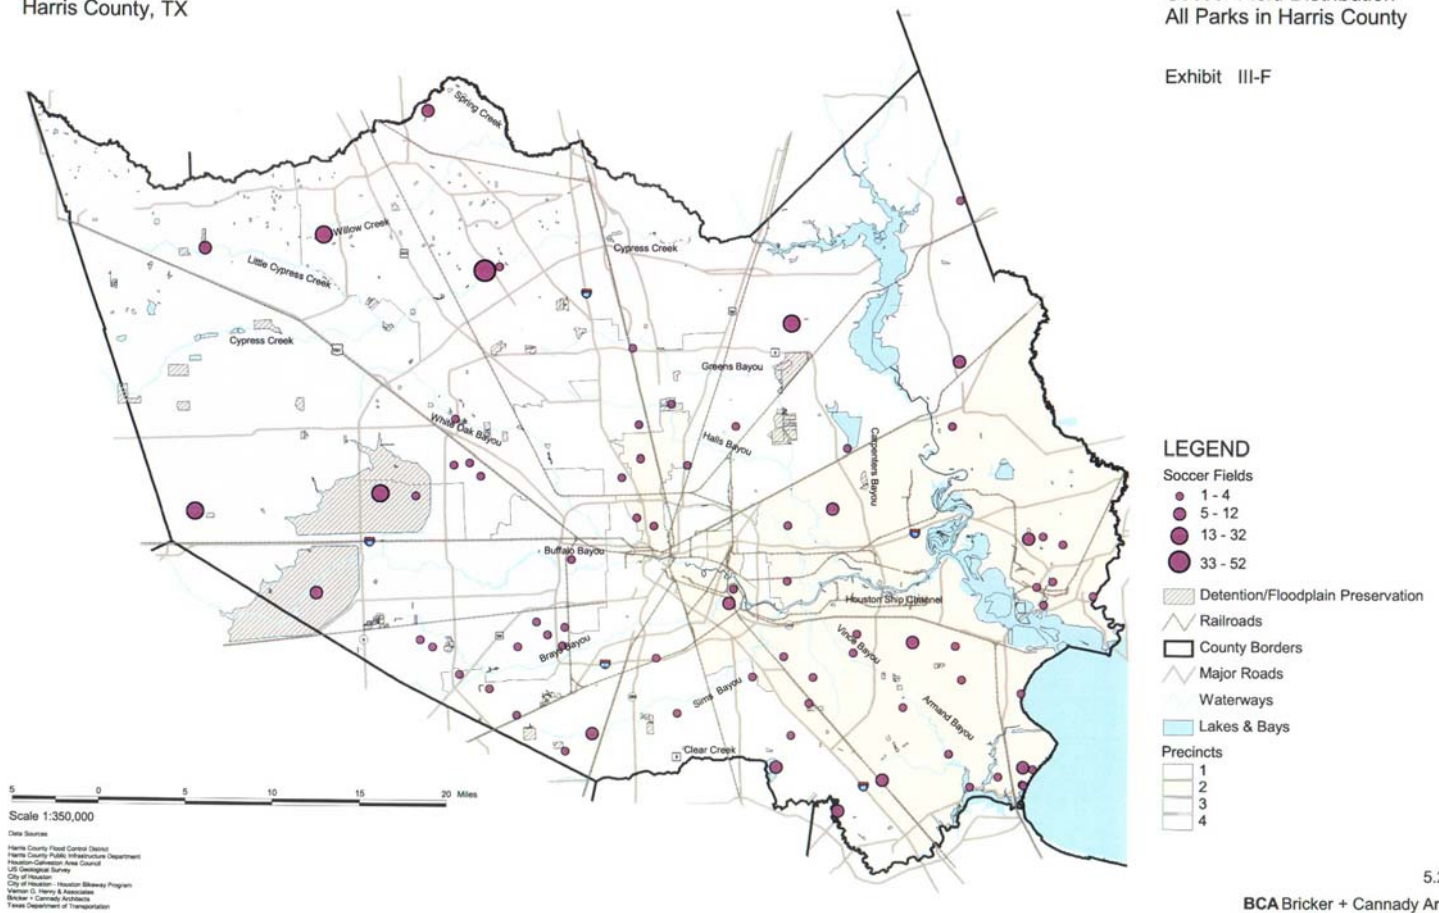 Harris County, TX
All Parks in Harris County
Exhibit III-F
Spring Creek
Willow Creek
Little Cypress Creek
Cypress Creek
Cypress Creek
Greens Bayou
White Oak Bayou
Halls Bayou
Carpenters Bayou
Buffalo Bayou
Houston Ship Channel
Brays Bayou
Vince Bayou
Sims Bayou
Armand Bayou
Clear Creek
LEGEND
Soccer Fields
1 - 4
5 - 12
13 - 32
33 - 52
Detention/Floodplain Preservation
Railroads
County Borders
Major Roads
Waterways
Lakes & Bays
Precincts
1
2
3
4
5 0 5 10 15 20 Miles
Scale 1:350,000
Data Sources
Harris County Flood Control District
Harris County Public Infrastructure Department
Houston-Galveston Area Council
US Geological Survey
City of Houston
City of Houston - Houston Bikeway Program
Vernon G. Henry & Associates
Bricker + Cannady Architects
Texas Department of Transportation
BCA Bricker + Cannady Ar